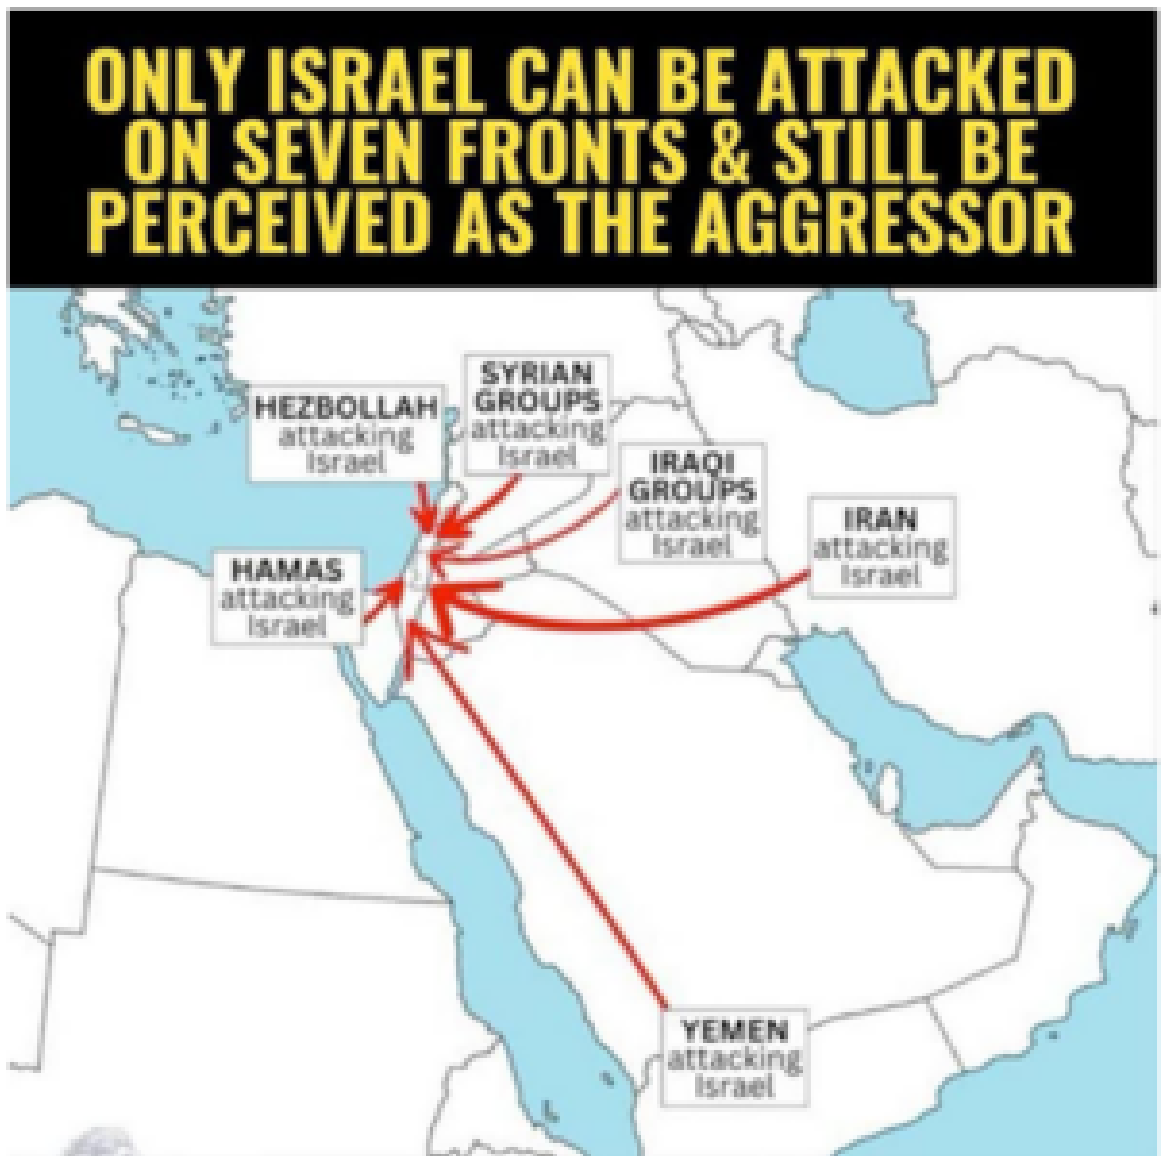 ONLY ISRAEL CAN BE ATTACKED
ON SEVEN FRONTS & STILL BE
PERCEIVED AS THE AGGRESSOR
SYRIAN
GROUPS
attacking
Israel
HEZBOLLAH
attacking
Israel
IRAQI
GROUPS
attacking
Israel
IRAN
attacking
Israel
HAMAS
attacking
Israel
YEMEN
attacking
Israel